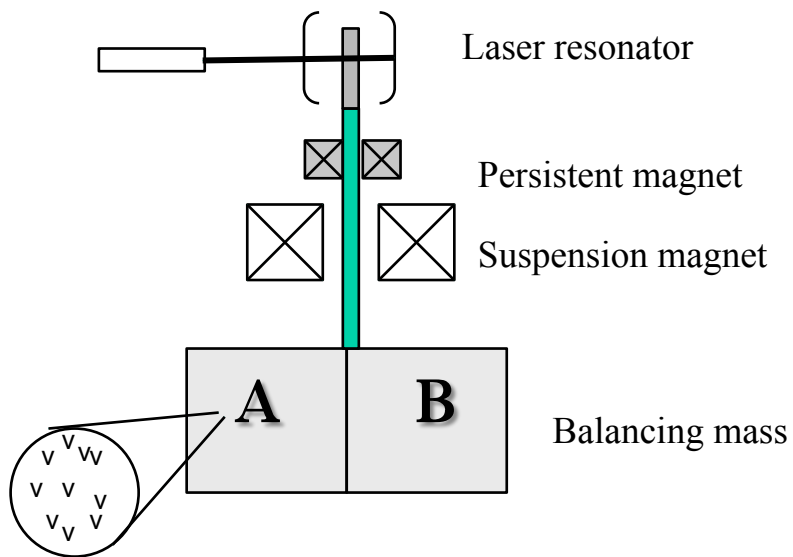 Laser resonator
Persistent magnet
Suspension magnet
A B
Balancing mass
v
v v v
v v
v
v v
v